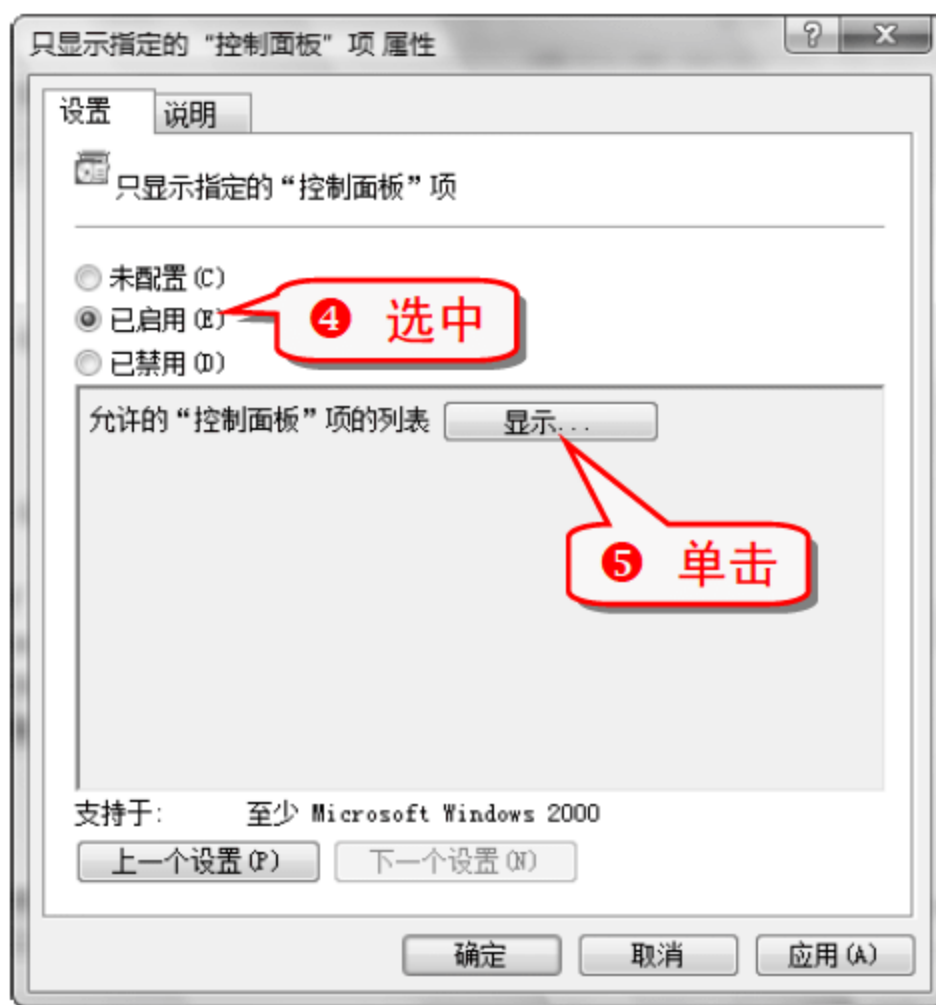 只显示指定的“控制面板”项 属性
设置 说明
只显示指定的“控制面板”项
未配置(C)
已启用(E)
❹ 选中
已禁用(D)
允许的“控制面板”项的列表 显示...
❺ 单击
支持于: 至少 Microsoft Windows 2000
上一个设置(P) 下一个设置(N)
确定 取消 应用(A)